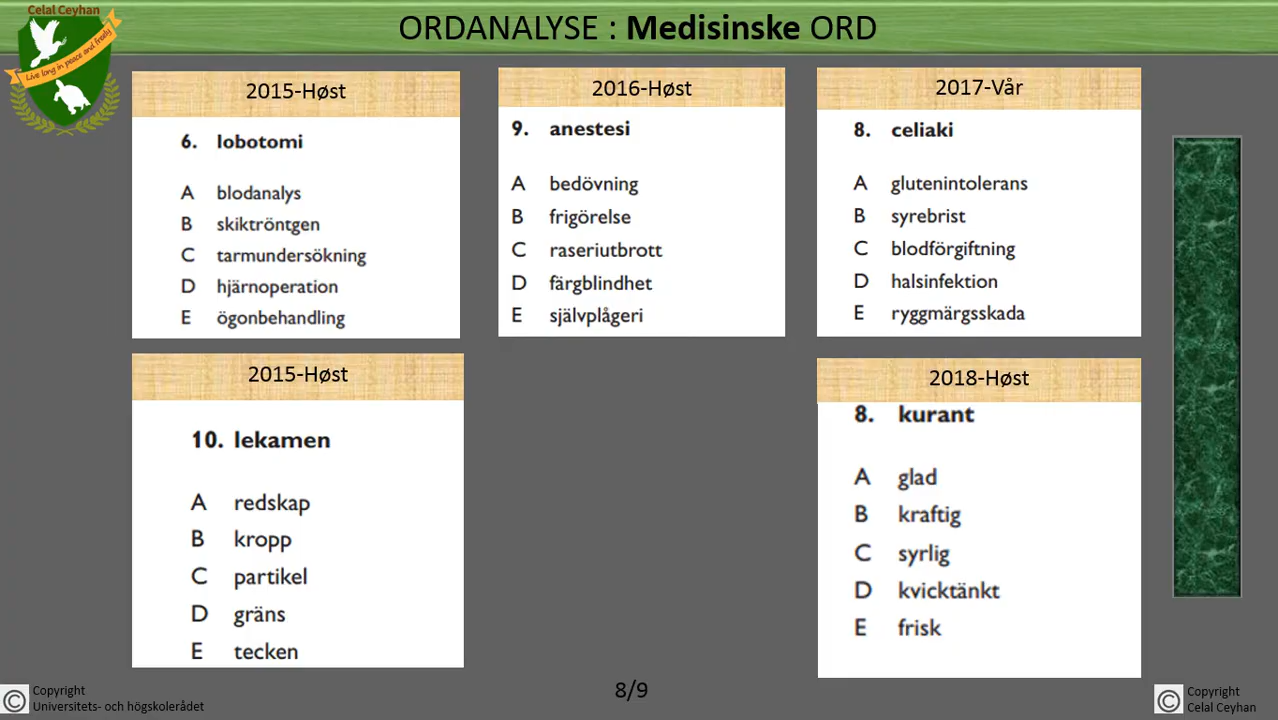 Celal Ceyhan
Live long in peace and freely
ORDANALYSE : Medisinske ORD
2015-Høst
6. lobotomi
A blodanalys
B skiktröntgen
C tarmundersökning
D hjärnoperation
E ögonbehandling
2016-Høst
9. anestesi
A bedövning
B frigörelse
C raseriutbrott
D färgblindhet
E självplågeri
2017-Vår
8. celiaki
A glutenintolerans
B syrebrist
C blodförgiftning
D halsinfektion
E ryggmärgsskada
2015-Høst
10. lekamen
A redskap
B kropp
C partikel
D gräns
E tecken
2018-Høst
8. kurant
A glad
B kraftig
C syrlig
D kvicktänkt
E frisk
© Copyright
Universitets- och högskolerådet
8/9
© Copyright
Celal Ceyhan